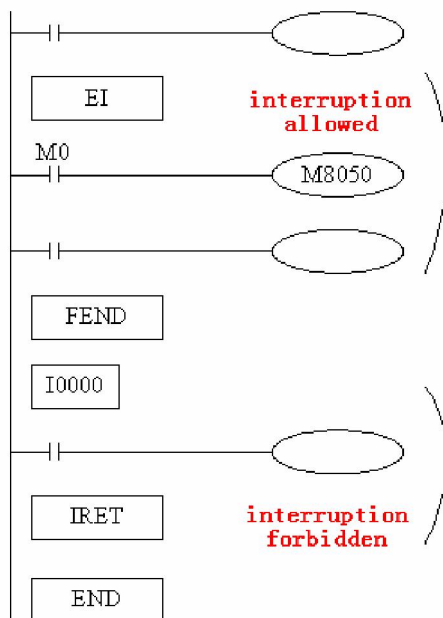 EI
interruption
allowed
M0
M8050
FEND
I0000
IRET
interruption
forbidden
END